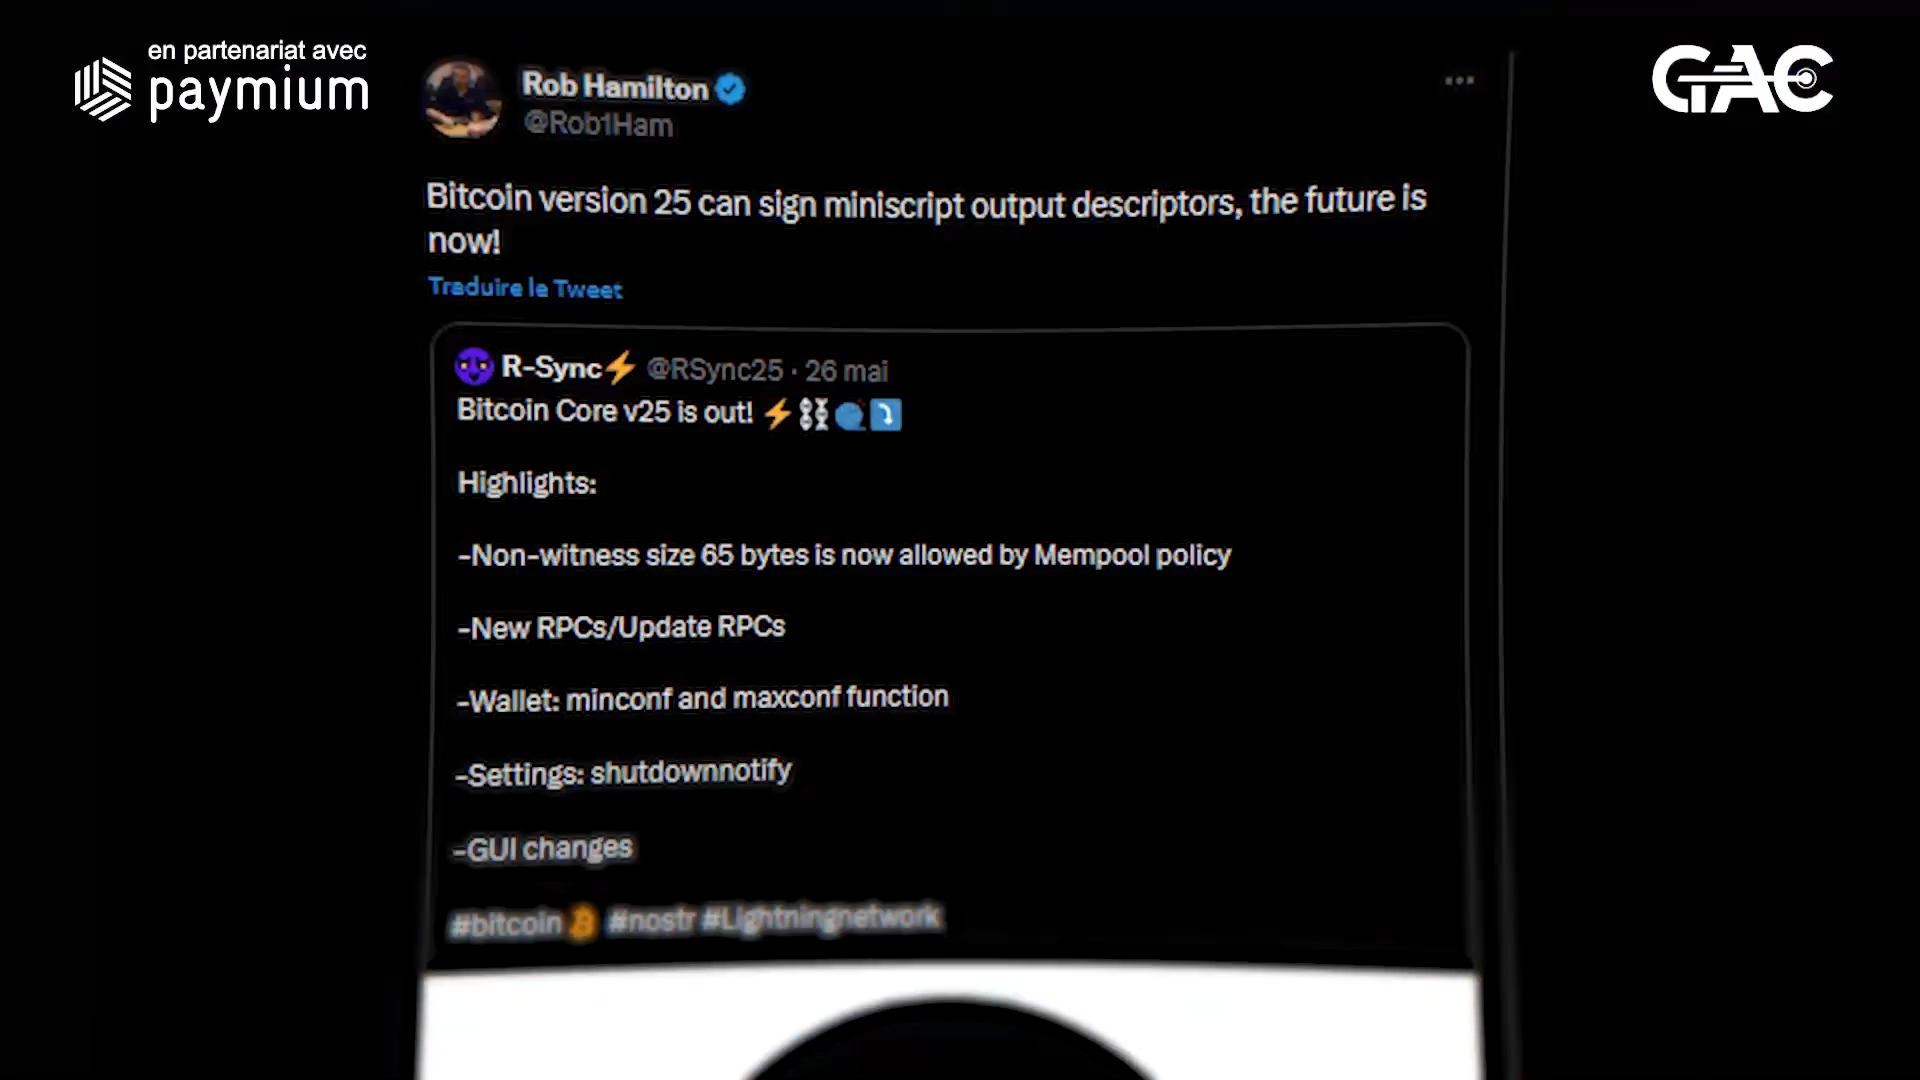 en partenariat avec
paymium
GAC
Rob Hamilton
@Rob1Ham
Bitcoin version 25 can sign miniscript output descriptors, the future is
now!
Traduire le Tweet
R-Sync⚡ @RSync25 · 26 mai
Bitcoin Core v25 is out! ⚡⛓🌏⤵
Highlights:
-Non-witness size 65 bytes is now allowed by Mempool policy
-New RPCs/Update RPCs
-Wallet: minconf and maxconf function
-Settings: shutdownnotify
-GUI changes
#bitcoin #nostr #Lightningnetwork